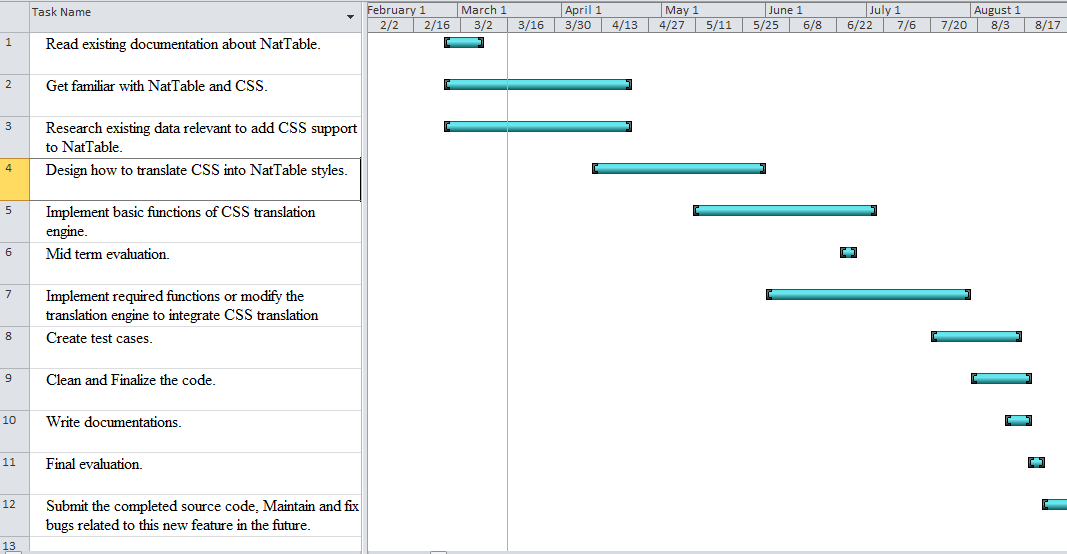 Task Name
February 1 March 1 April 1 May 1 June 1 July 1 August 1
2/2 2/16 3/2 3/16 3/30 4/13 4/27 5/11 5/25 6/8 6/22 7/6 7/20 8/3 8/17
1 Read existing documentation about NatTable.
2 Get familiar with NatTable and CSS.
3 Research existing data relevant to add CSS support
to NatTable.
4 Design how to translate CSS into NatTable styles.
5 Implement basic functions of CSS translation
engine.
6 Mid term evaluation.
7 Implement required functions or modify the
translation engine to integrate CSS translation
8 Create test cases.
9 Clean and Finalize the code.
10 Write documentations.
11 Final evaluation.
12 Submit the completed source code, Maintain and fix
bugs related to this new feature in the future.
13